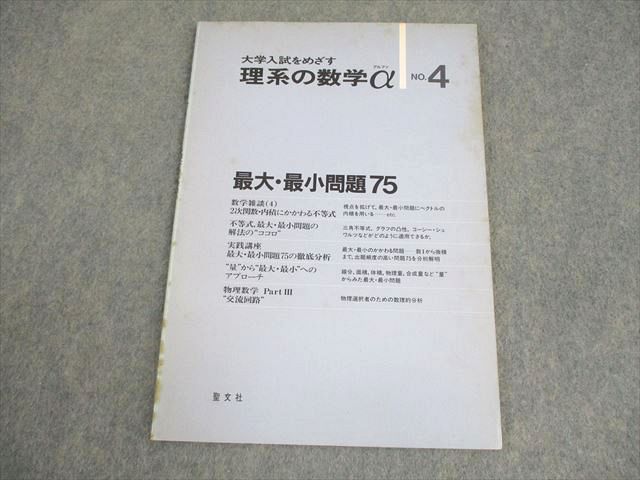 大学入試をめざす
理系の数学α
アルファ
NO.4
最大・最小問題75
数学雑談(4)
2次関数・内積にかかわる不等式
視点を拡げて、最大・最小問題にベクトルの
内積を用いる……etc.
不等式、最大・最小問題の
解法の"ココロ"
三角不等式、グラフの凸性、コーシー・シュ
ワルツなどがどのように適用できるか。
実践講座
最大・最小問題75の徹底分析
最大・最小のかかわる問題——数Iから後積
まで、出題頻度の高い問題75を分析解明
"量"から"最大・最小"への
アプローチ
線分、面積、体積、物理量、合成量など"量"
からみた最大・最小問題
物理数学 Part III
"交流回路"
物理選択者のための数理的分析
聖文社